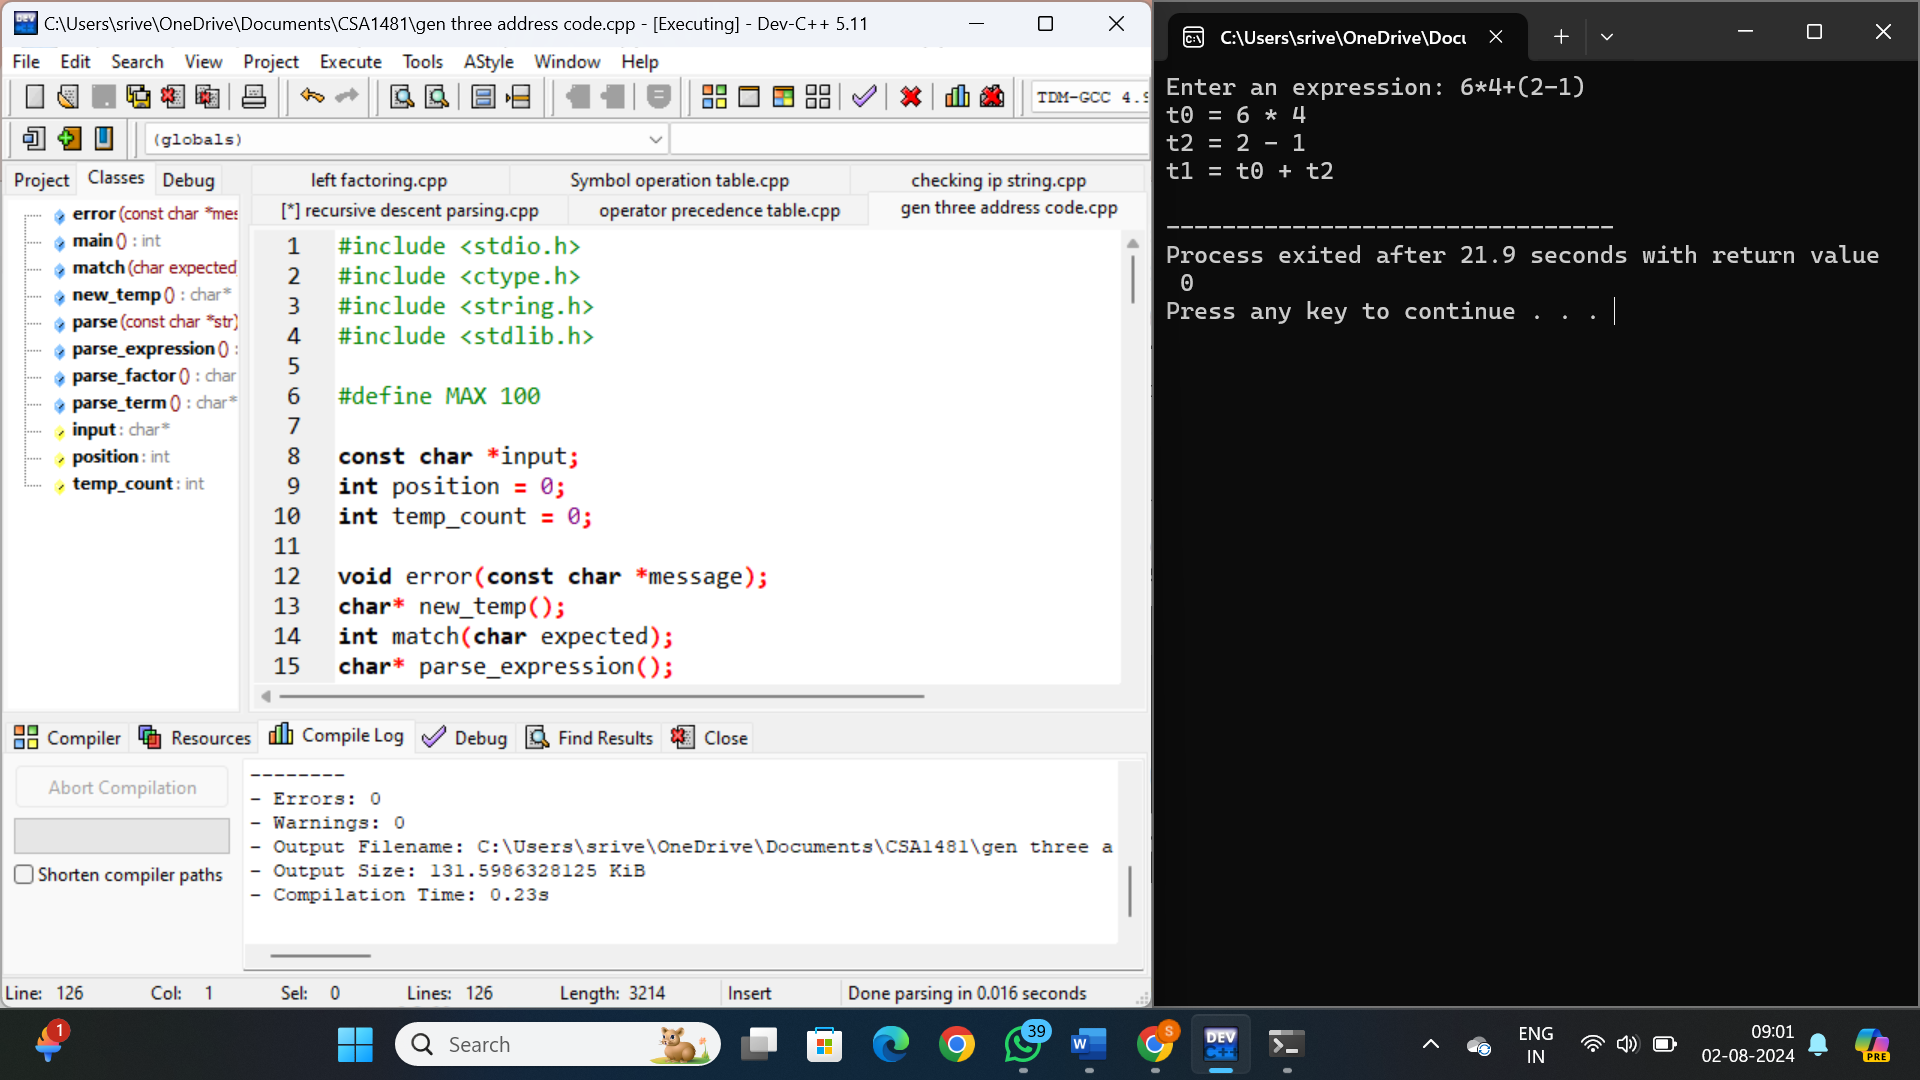 C:\Users\srive\OneDrive\Documents\CSA1481\gen three address code.cpp - [Executing] - Dev-C++ 5.11
File Edit Search View Project Execute Tools AStyle Window Help
TDM-GCC 4.9
(globals)
Project Classes Debug
error (const char *mes
main () : int
match (char expected
new_temp () : char*
parse (const char *str)
parse_expression () :
parse_factor () : char
parse_term () : char*
input : char*
position : int
temp_count : int
left factoring.cpp Symbol operation table.cpp checking ip string.cpp
[*] recursive descent parsing.cpp operator precedence table.cpp gen three address code.cpp
1 #include <stdio.h>
2 #include <ctype.h>
3 #include <string.h>
4 #include <stdlib.h>
5
6 #define MAX 100
7
8 const char *input;
9 int position = 0;
10 int temp_count = 0;
11
12 void error(const char *message);
13 char* new_temp();
14 int match(char expected);
15 char* parse_expression();
Compiler Resources Compile Log Debug Find Results Close
Abort Compilation
Shorten compiler paths
--------
- Errors: 0
- Warnings: 0
- Output Filename: C:\Users\srive\OneDrive\Documents\CSA1481\gen three a
- Output Size: 131.5986328125 KiB
- Compilation Time: 0.23s
Line: 126 Col: 1 Sel: 0 Lines: 126 Length: 3214 Insert Done parsing in 0.016 seconds
C:\Users\srive\OneDrive\Docu
Enter an expression: 6*4+(2-1)
t0 = 6 * 4
t2 = 2 - 1
t1 = t0 + t2
--------------------------------
Process exited after 21.9 seconds with return value
0
Press any key to continue . . .
1
Search
39
W
S
DEV C++
ENG
IN
09:01
02-08-2024
PRE